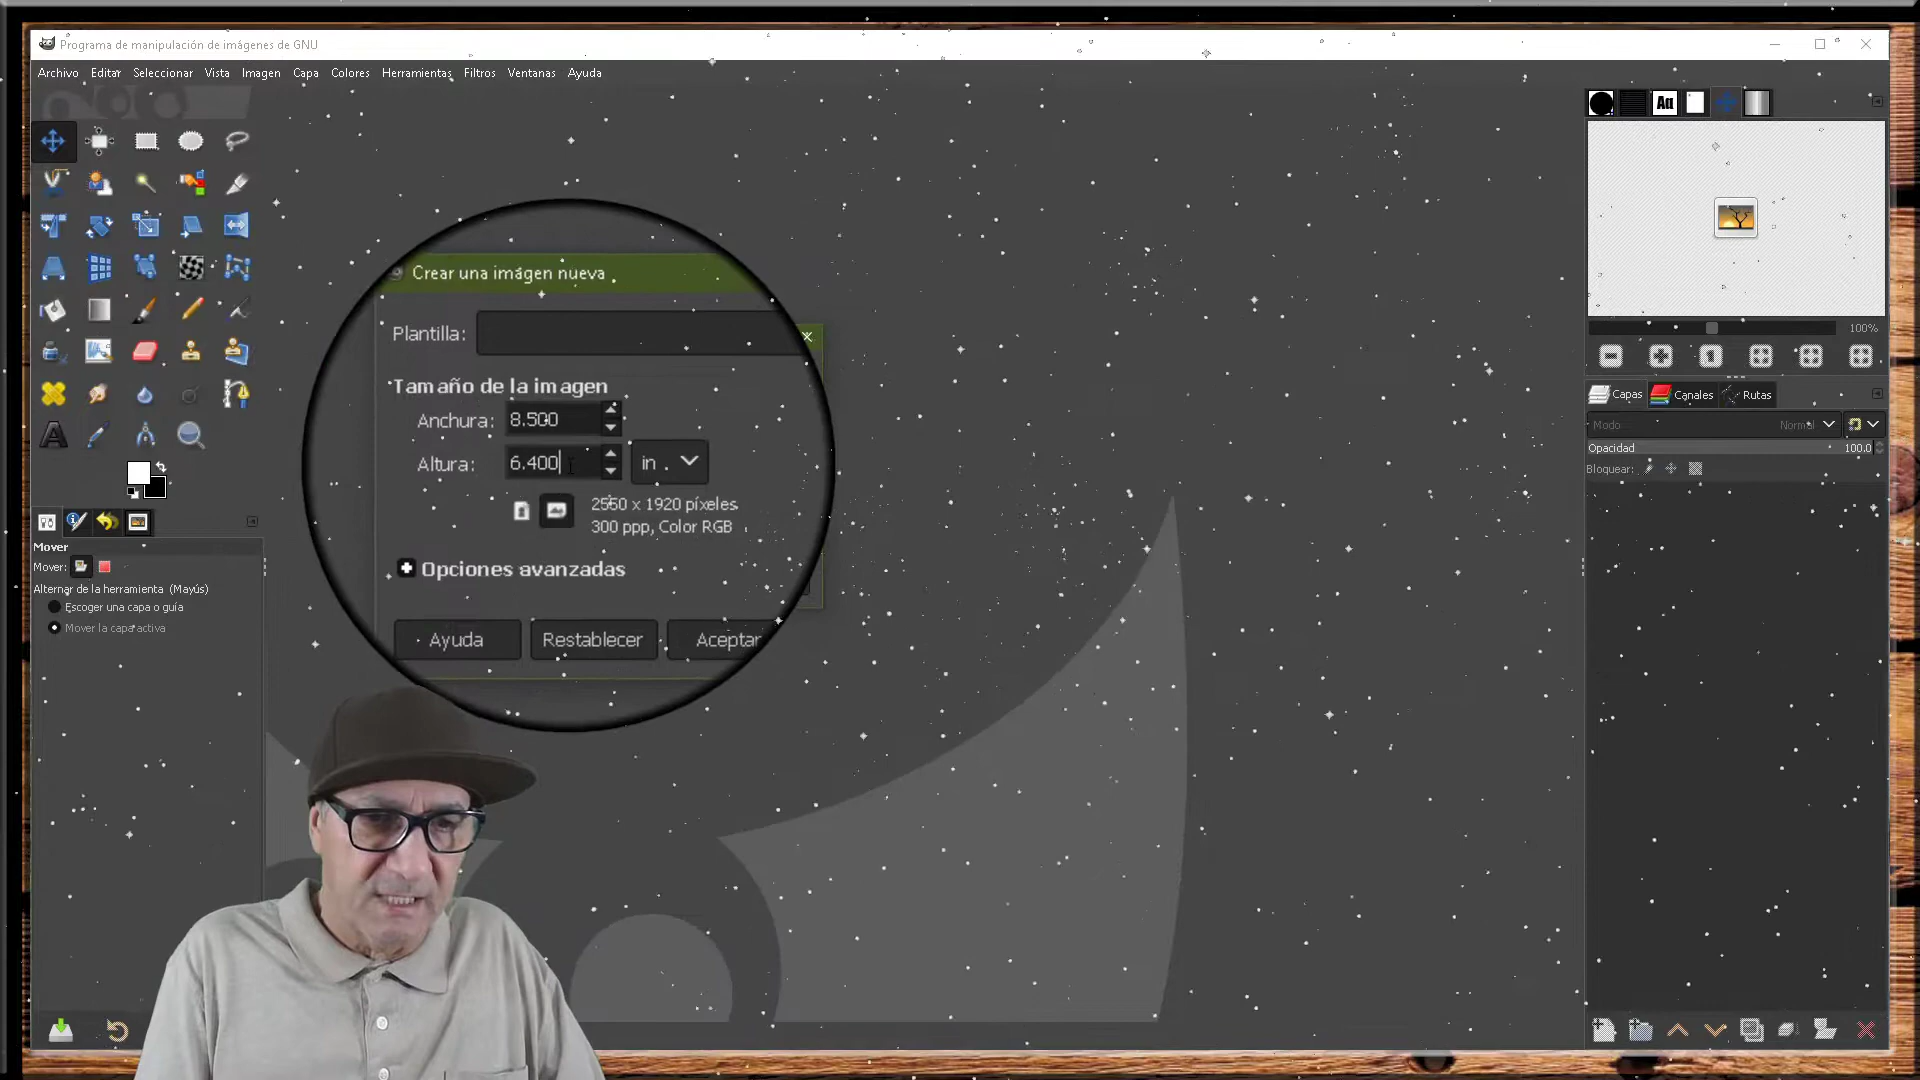 Programa de manipulación de imágenes de GNU
Archivo Editar Seleccionar Vista Imagen Capa Colores Herramientas Filtros Ventanas Ayuda
Aa
Crear una imagen nueva
Plantilla:
Tamaño de la imagen
Anchura: 8.500
Altura: 6.400 in
2550 x 1920 píxeles
300 ppp, Color RGB
Opciones avanzadas
Ayuda Restablecer Aceptar
Mover
Mover:
Alternar de la herramienta (Mayús)
Escoger una capa o guía
Mover la capa activa
100%
Capas Canales Rutas
Modo Normal
Opacidad 100.0
Bloquear: